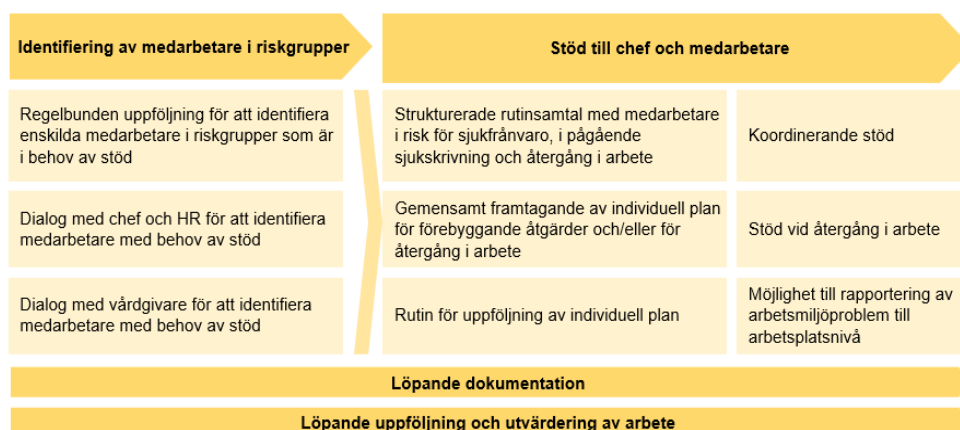 Identifiering av medarbetare i riskgrupper
Stöd till chef och medarbetare
Regelbunden uppföljning för att identifiera
enskilda medarbetare i riskgrupper som är
i behov av stöd
Strukturerade rutinsamtal med medarbetare
i risk för sjukfrånvaro, i pågående
sjukskrivning och återgång i arbete
Koordinerande stöd
Dialog med chef och HR för att identifiera
medarbetare med behov av stöd
Gemensamt framtagande av individuell plan
för förebyggande åtgärder och/eller för
återgång i arbete
Stöd vid återgång i arbete
Dialog med vårdgivare för att identifiera
medarbetare med behov av stöd
Rutin för uppföljning av individuell plan
Möjlighet till rapportering av
arbetsmiljöproblem till
arbetsplatsnivå
Löpande dokumentation
Löpande uppföljning och utvärdering av arbete